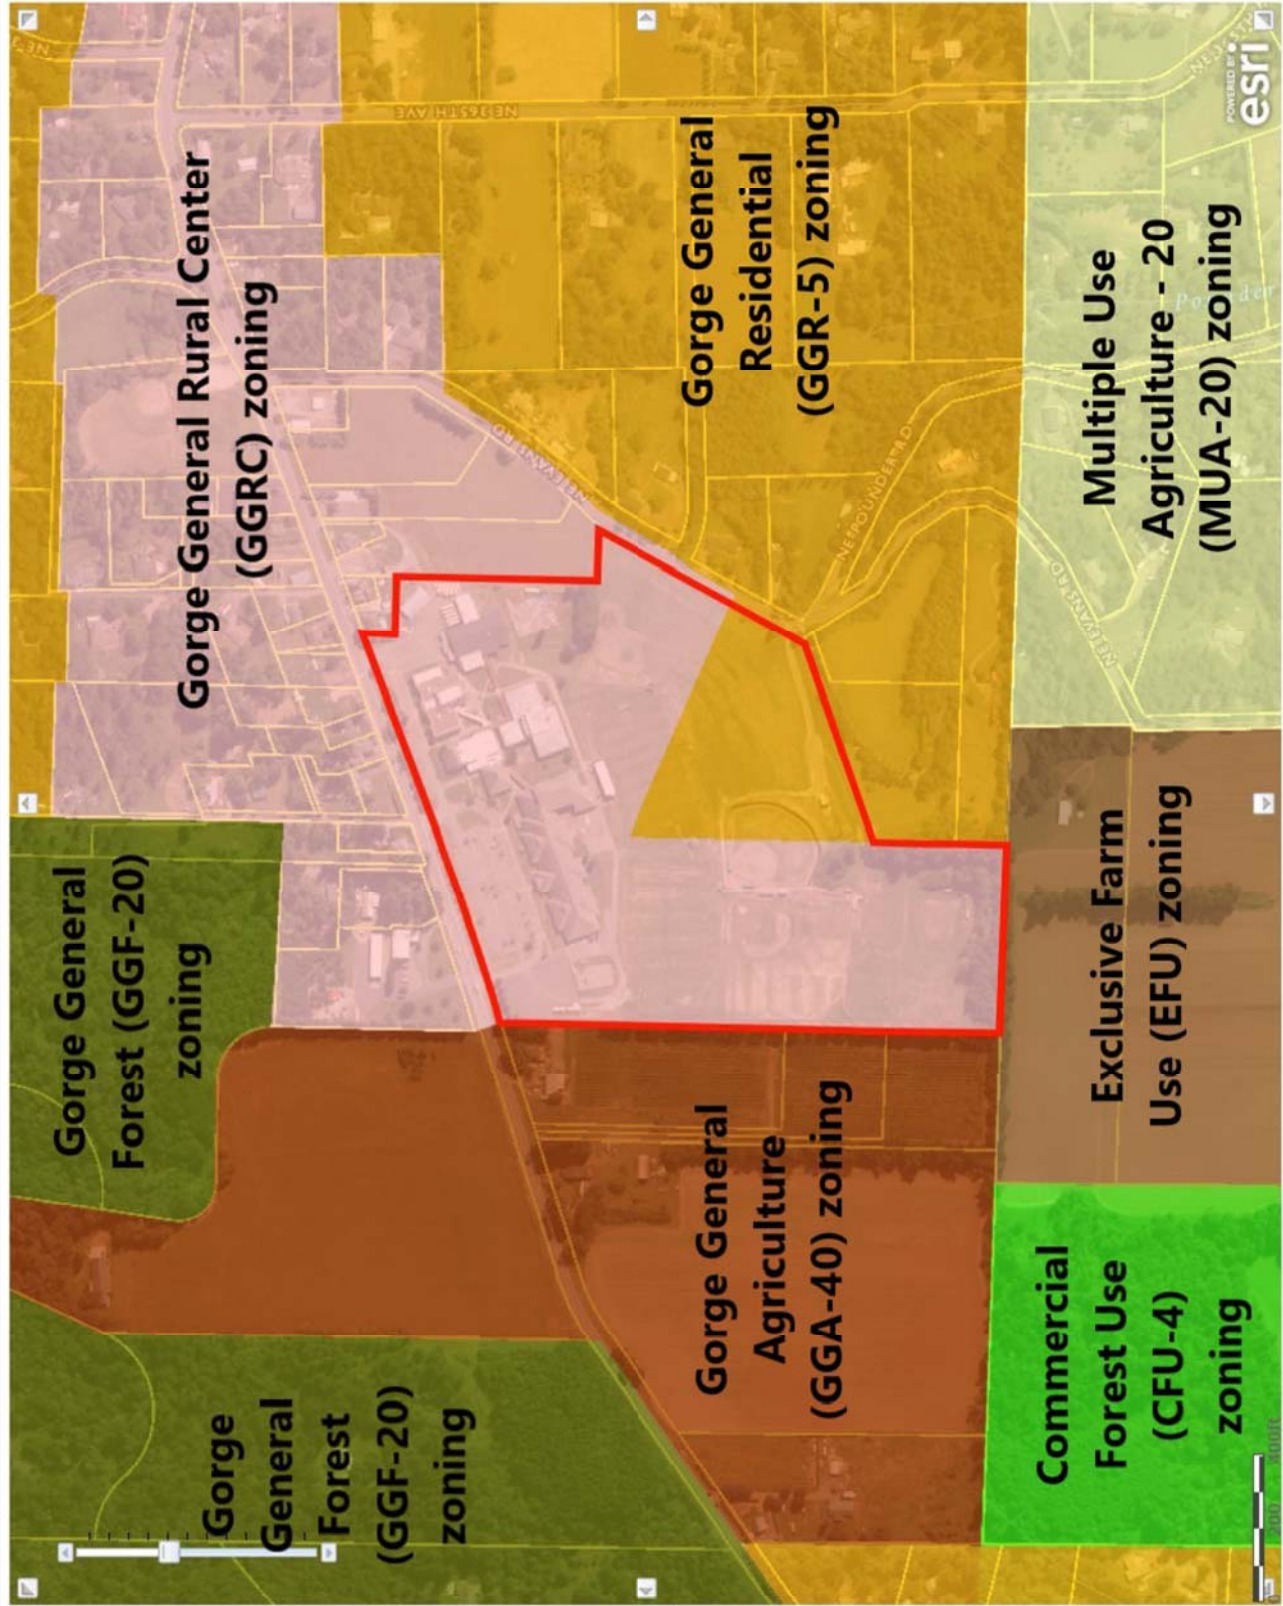 Gorge General Rural Center
(GGRC) zoning
Gorge General
Forest (GGF-20)
zoning
Gorge
General
Forest
(GGF-20)
zoning
Gorge General
Residential
(GGR-5) zoning
Gorge General
Agriculture
(GGA-40) zoning
Multiple Use
Agriculture - 20
(MUA-20) zoning
Exclusive Farm
Use (EFU) zoning
Commercial
Forest Use
(CFU-4)
zoning
NE 365TH AVE
NE EVANS RD
NE POUNDER RD
NE EVANS RD
POWERED BY
esri